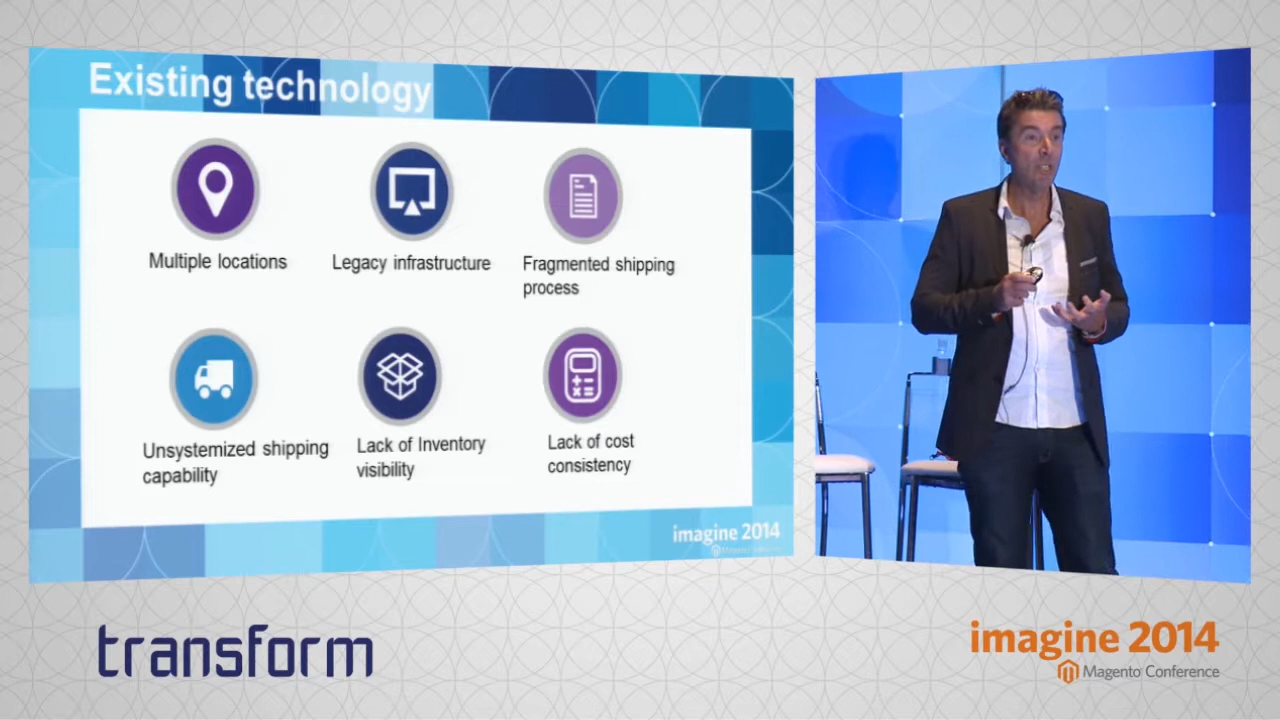 Existing technology
Multiple locations
Legacy infrastructure
Fragmented shipping
process
Unsystemized shipping
capability
Lack of Inventory
visibility
Lack of cost
consistency
imagine 2014
transform
imagine 2014
Magento Conference